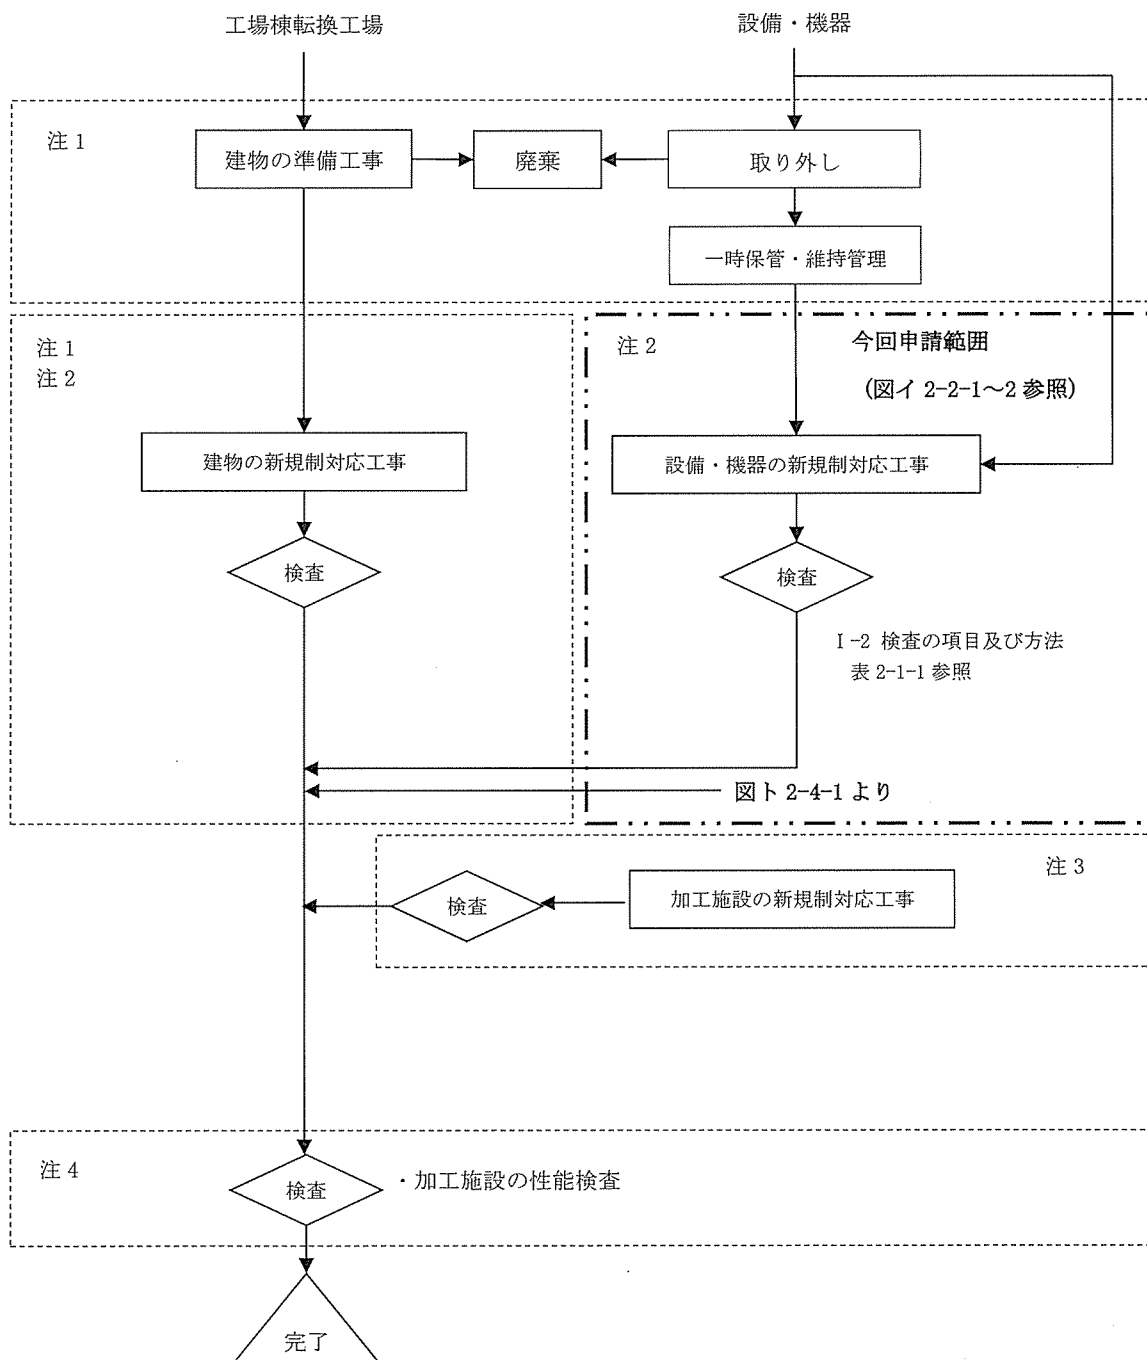 工場棟転換工場
設備・機器
注 1
建物の準備工事
廃棄
取り外し
一時保管・維持管理
注 1
注 2
注 2
今回申請範囲
(図イ 2-2-1～2 参照)
建物の新規制対応工事
設備・機器の新規制対応工事
検査
検査
I-2 検査の項目及び方法
表 2-1-1 参照
図ト 2-4-1 より
注 3
検査
加工施設の新規制対応工事
注 4
検査
・加工施設の性能検査
完了